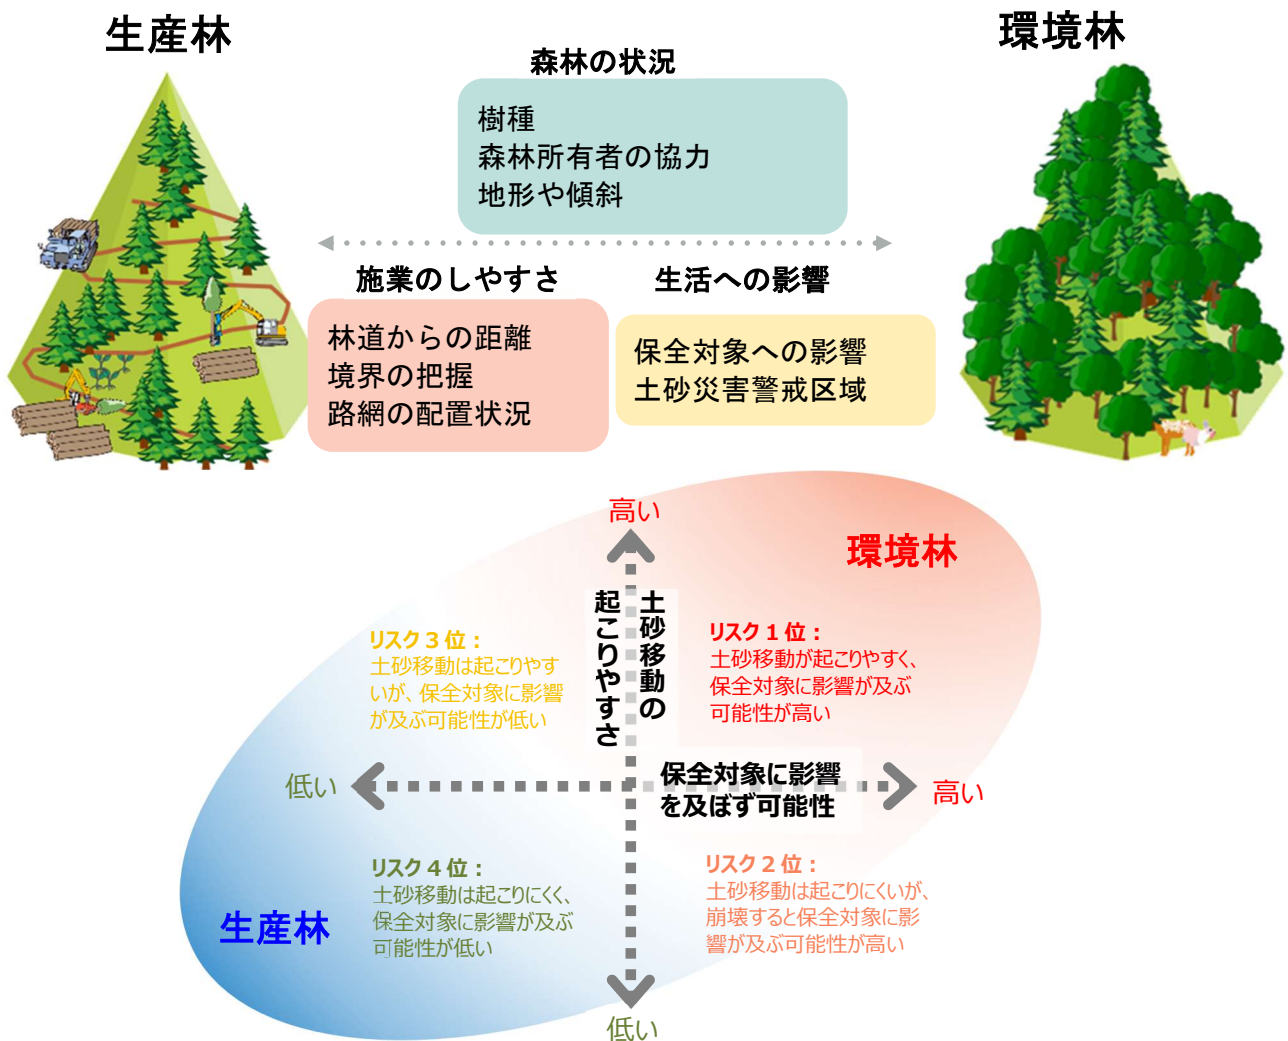 生産林
環境林
森林の状況
樹種
森林所有者の協力
地形や傾斜
施業のしやすさ
林道からの距離
境界の把握
路網の配置状況
生活への影響
保全対象への影響
土砂災害警戒区域
高い
環境林
土砂移動の
起こりやすさ
リスク３位：
土砂移動は起こりやす
いが、保全対象に影響
が及ぶ可能性が低い
リスク１位：
土砂移動が起こりやすく、
保全対象に影響が及ぶ
可能性が高い
低い
保全対象に影響
を及ぼず可能性
高い
リスク４位：
土砂移動は起こりにくく、
保全対象に影響が及ぶ
可能性が低い
生産林
リスク２位：
土砂移動は起こりにくいが、
崩壊すると保全対象に影
響が及ぶ可能性が高い
低い